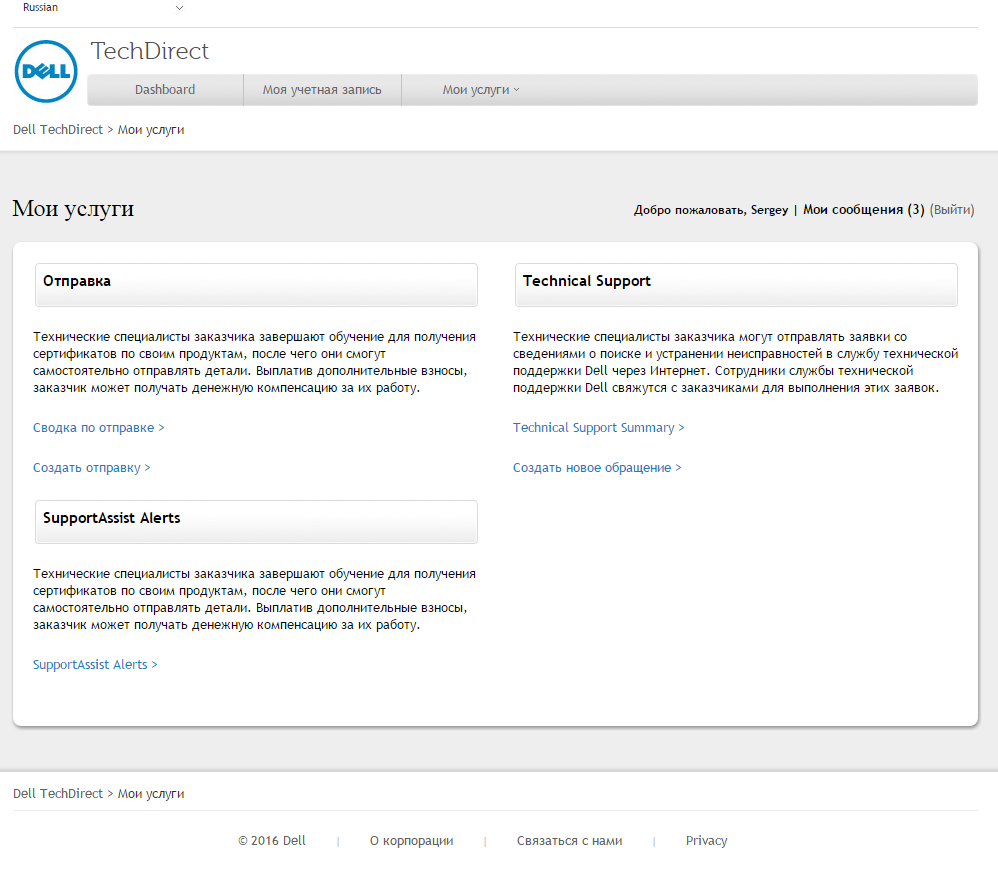 Russian
DELL
TechDirect
Dashboard
Моя учетная запись
Мои услуги
Dell TechDirect > Мои услуги
Мои услуги
Добро пожаловать, Sergey | Мои сообщения (3) (Выйти)
Отправка
Технические специалисты заказчика завершают обучение для получения
сертификатов по своим продуктам, после чего они смогут
самостоятельно отправлять детали. Выплатив дополнительные взносы,
заказчик может получать денежную компенсацию за их работу.
Сводка по отправке >
Создать отправку >
Technical Support
Технические специалисты заказчика могут отправлять заявки со
сведениями о поиске и устранении неисправностей в службу технической
поддержки Dell через Интернет. Сотрудники службы технической
поддержки Dell свяжутся с заказчиками для выполнения этих заявок.
Technical Support Summary >
Создать новое обращение >
SupportAssist Alerts
Технические специалисты заказчика завершают обучение для получения
сертификатов по своим продуктам, после чего они смогут
самостоятельно отправлять детали. Выплатив дополнительные взносы,
заказчик может получать денежную компенсацию за их работу.
SupportAssist Alerts >
Dell TechDirect > Мои услуги
© 2016 Dell | О корпорации | Связаться с нами | Privacy